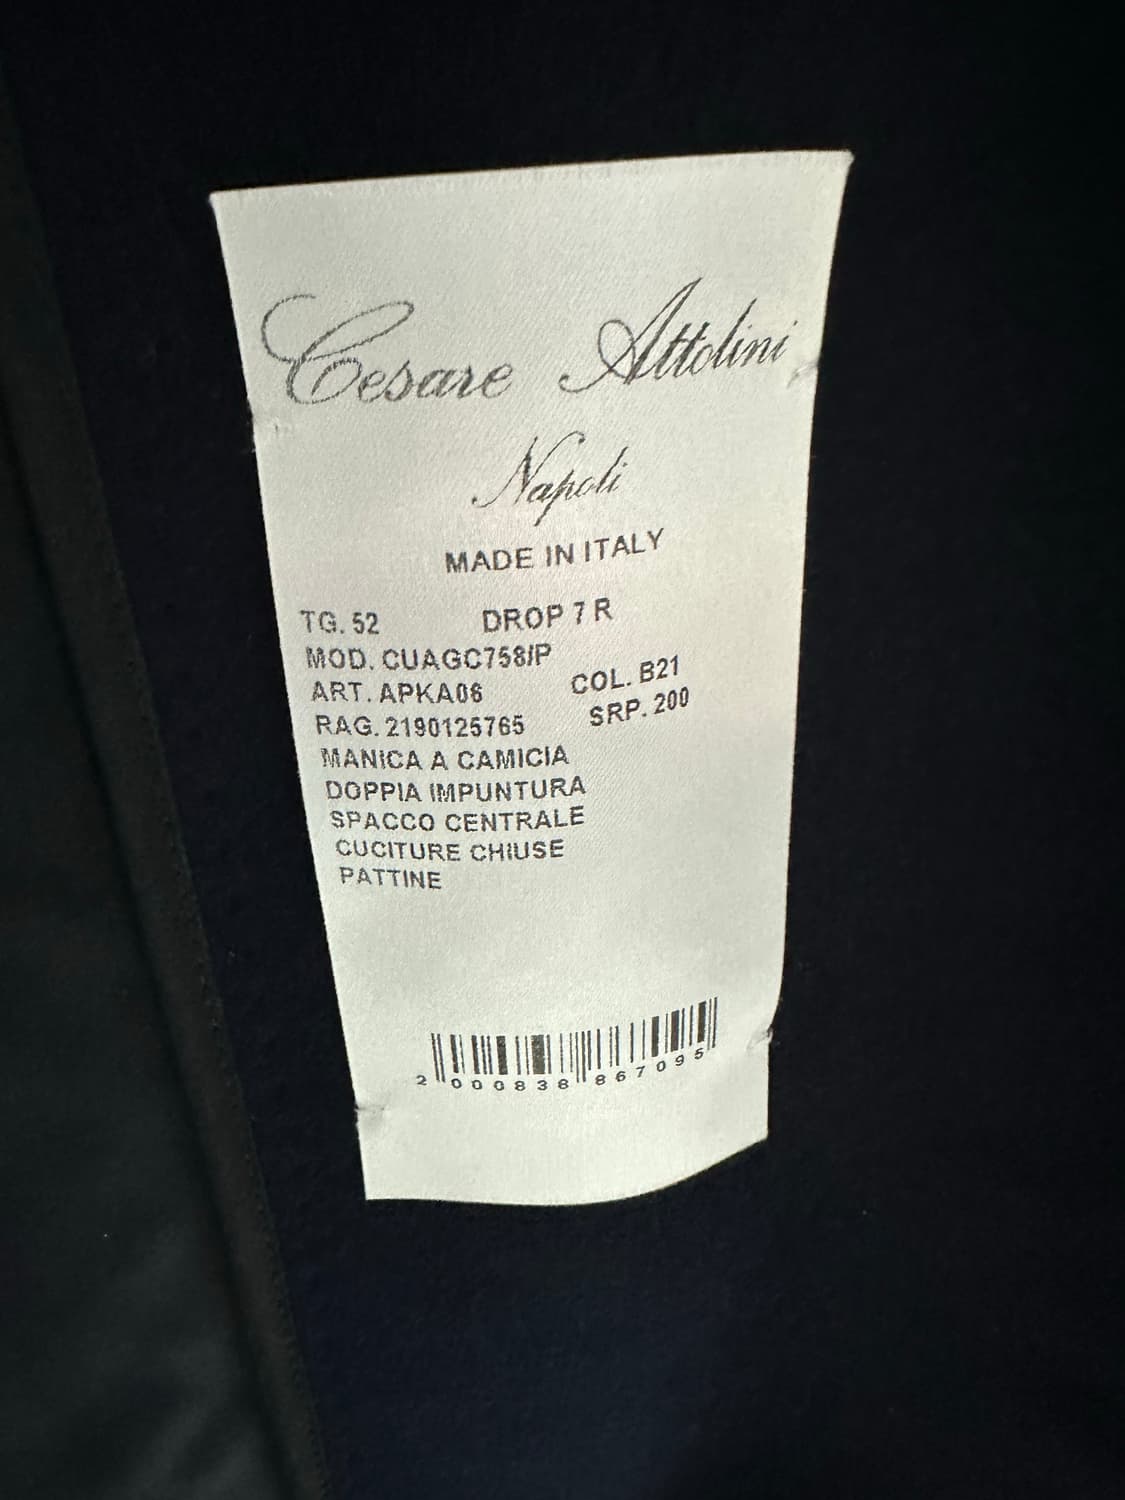 Cesare Attolini
Napoli
MADE IN ITALY
TG. 52 DROP 7 R
MOD. CUAGC758/P
ART. APKA06 COL. B21
RAG. 2190125765 SRP. 200
MANICA A CAMICIA
DOPPIA IMPUNTURA
SPACCO CENTRALE
CUCITURE CHIUSE
PATTINE
2 000838 867095